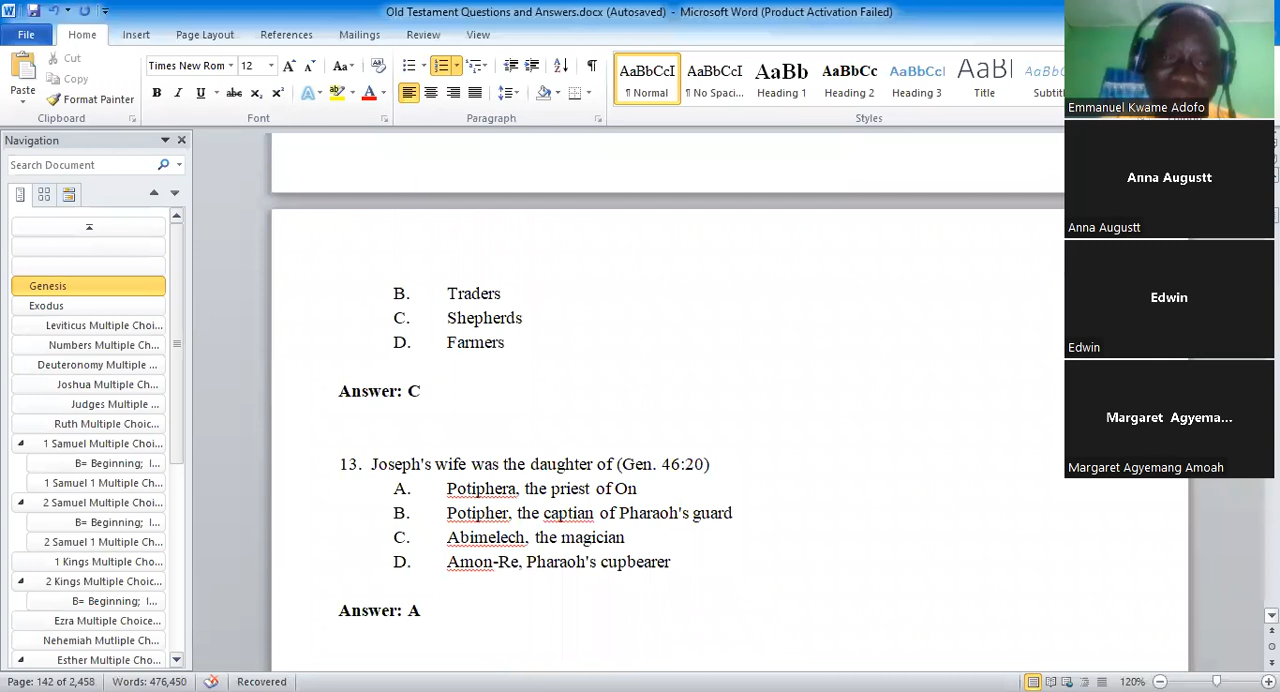 Old Testament Questions and Answers.docx (Autosaved) - Microsoft Word (Product Activation Failed)
File Home Insert Page Layout References Mailings Review View
Paste
Cut
Copy
Format Painter
Clipboard
Times New Rom 12
Font
Paragraph
AaBbCcI AaBbCcI AaBb AaBbCc AaBbCcI AaBI AaBbCc
¶ Normal ¶ No Spaci... Heading 1 Heading 2 Heading 3 Title Subtitl
Styles
Navigation
Search Document
Genesis
Exodus
Leviticus Multiple Choi...
Numbers Multiple Ch...
Deuteronomy Multiple ...
Joshua Multiple Ch...
Judges Multiple ...
Ruth Multiple Choic...
1 Samuel Multiple Choi...
B= Beginning; I...
1 Samuel 1 Multiple Ch...
2 Samuel Multiple Choi...
B= Beginning; I...
2 Samuel 1 Multiple Ch...
1 Kings Multiple Choi...
2 Kings Multiple Choic...
B= Beginning; I...
Ezra Multiple Choice...
Nehemiah Mutliple Ch...
Esther Multiple Cho...
B. Traders
C. Shepherds
D. Farmers
Answer: C
13. Joseph's wife was the daughter of (Gen. 46:20)
A. Potiphera, the priest of On
B. Potipher, the captian of Pharaoh's guard
C. Abimelech, the magician
D. Amon-Re, Pharaoh's cupbearer
Answer: A
Emmanuel Kwame Adofo
Anna Augustt
Anna Augustt
Edwin
Edwin
Margaret Agyema...
Margaret Agyemang Amoah
Page: 142 of 2,458 Words: 476,450 Recovered 120%